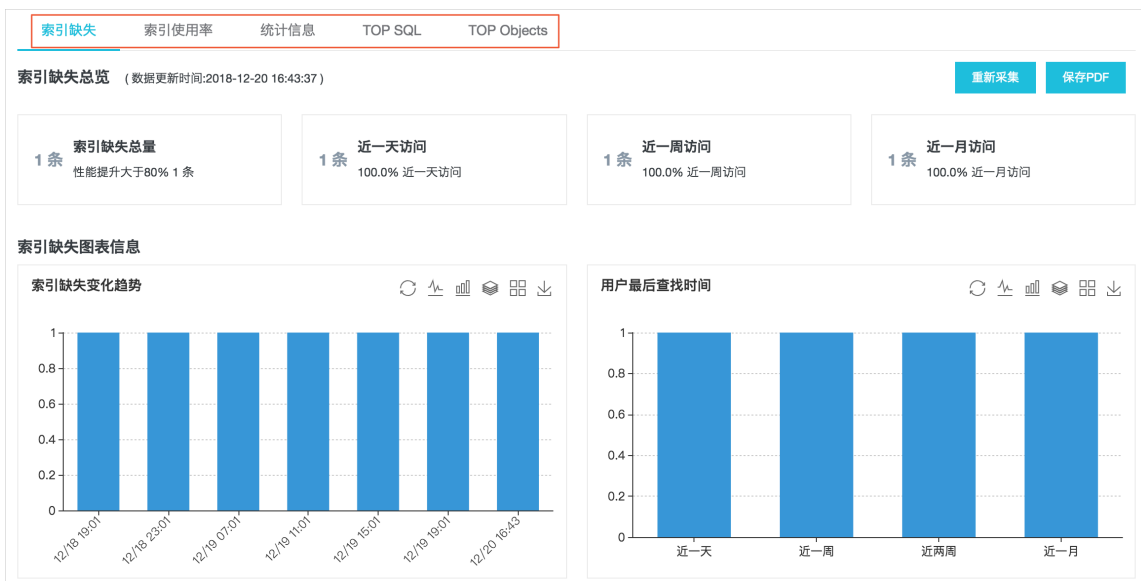 索引缺失 索引使用率 统计信息 TOP SQL TOP Objects
索引缺失总览 (数据更新时间:2018-12-20 16:43:37) 重新采集 保存PDF
1 条 索引缺失总量 1 条 近一天访问 1 条 近一周访问 1 条 近一月访问
性能提升大于80% 1 条 100.0% 近一天访问 100.0% 近一周访问 100.0% 近一月访问
索引缺失图表信息
索引缺失变化趋势 用户最后查找时间
1 1
0.8 0.8
0.6 0.6
0.4 0.4
0.2 0.2
0 0
12/18 19:01 12/18 23:01 12/19 07:01 12/19 11:01 12/19 15:01 12/19 19:01 12/20 16:43 近一天 近一周 近两周 近一月